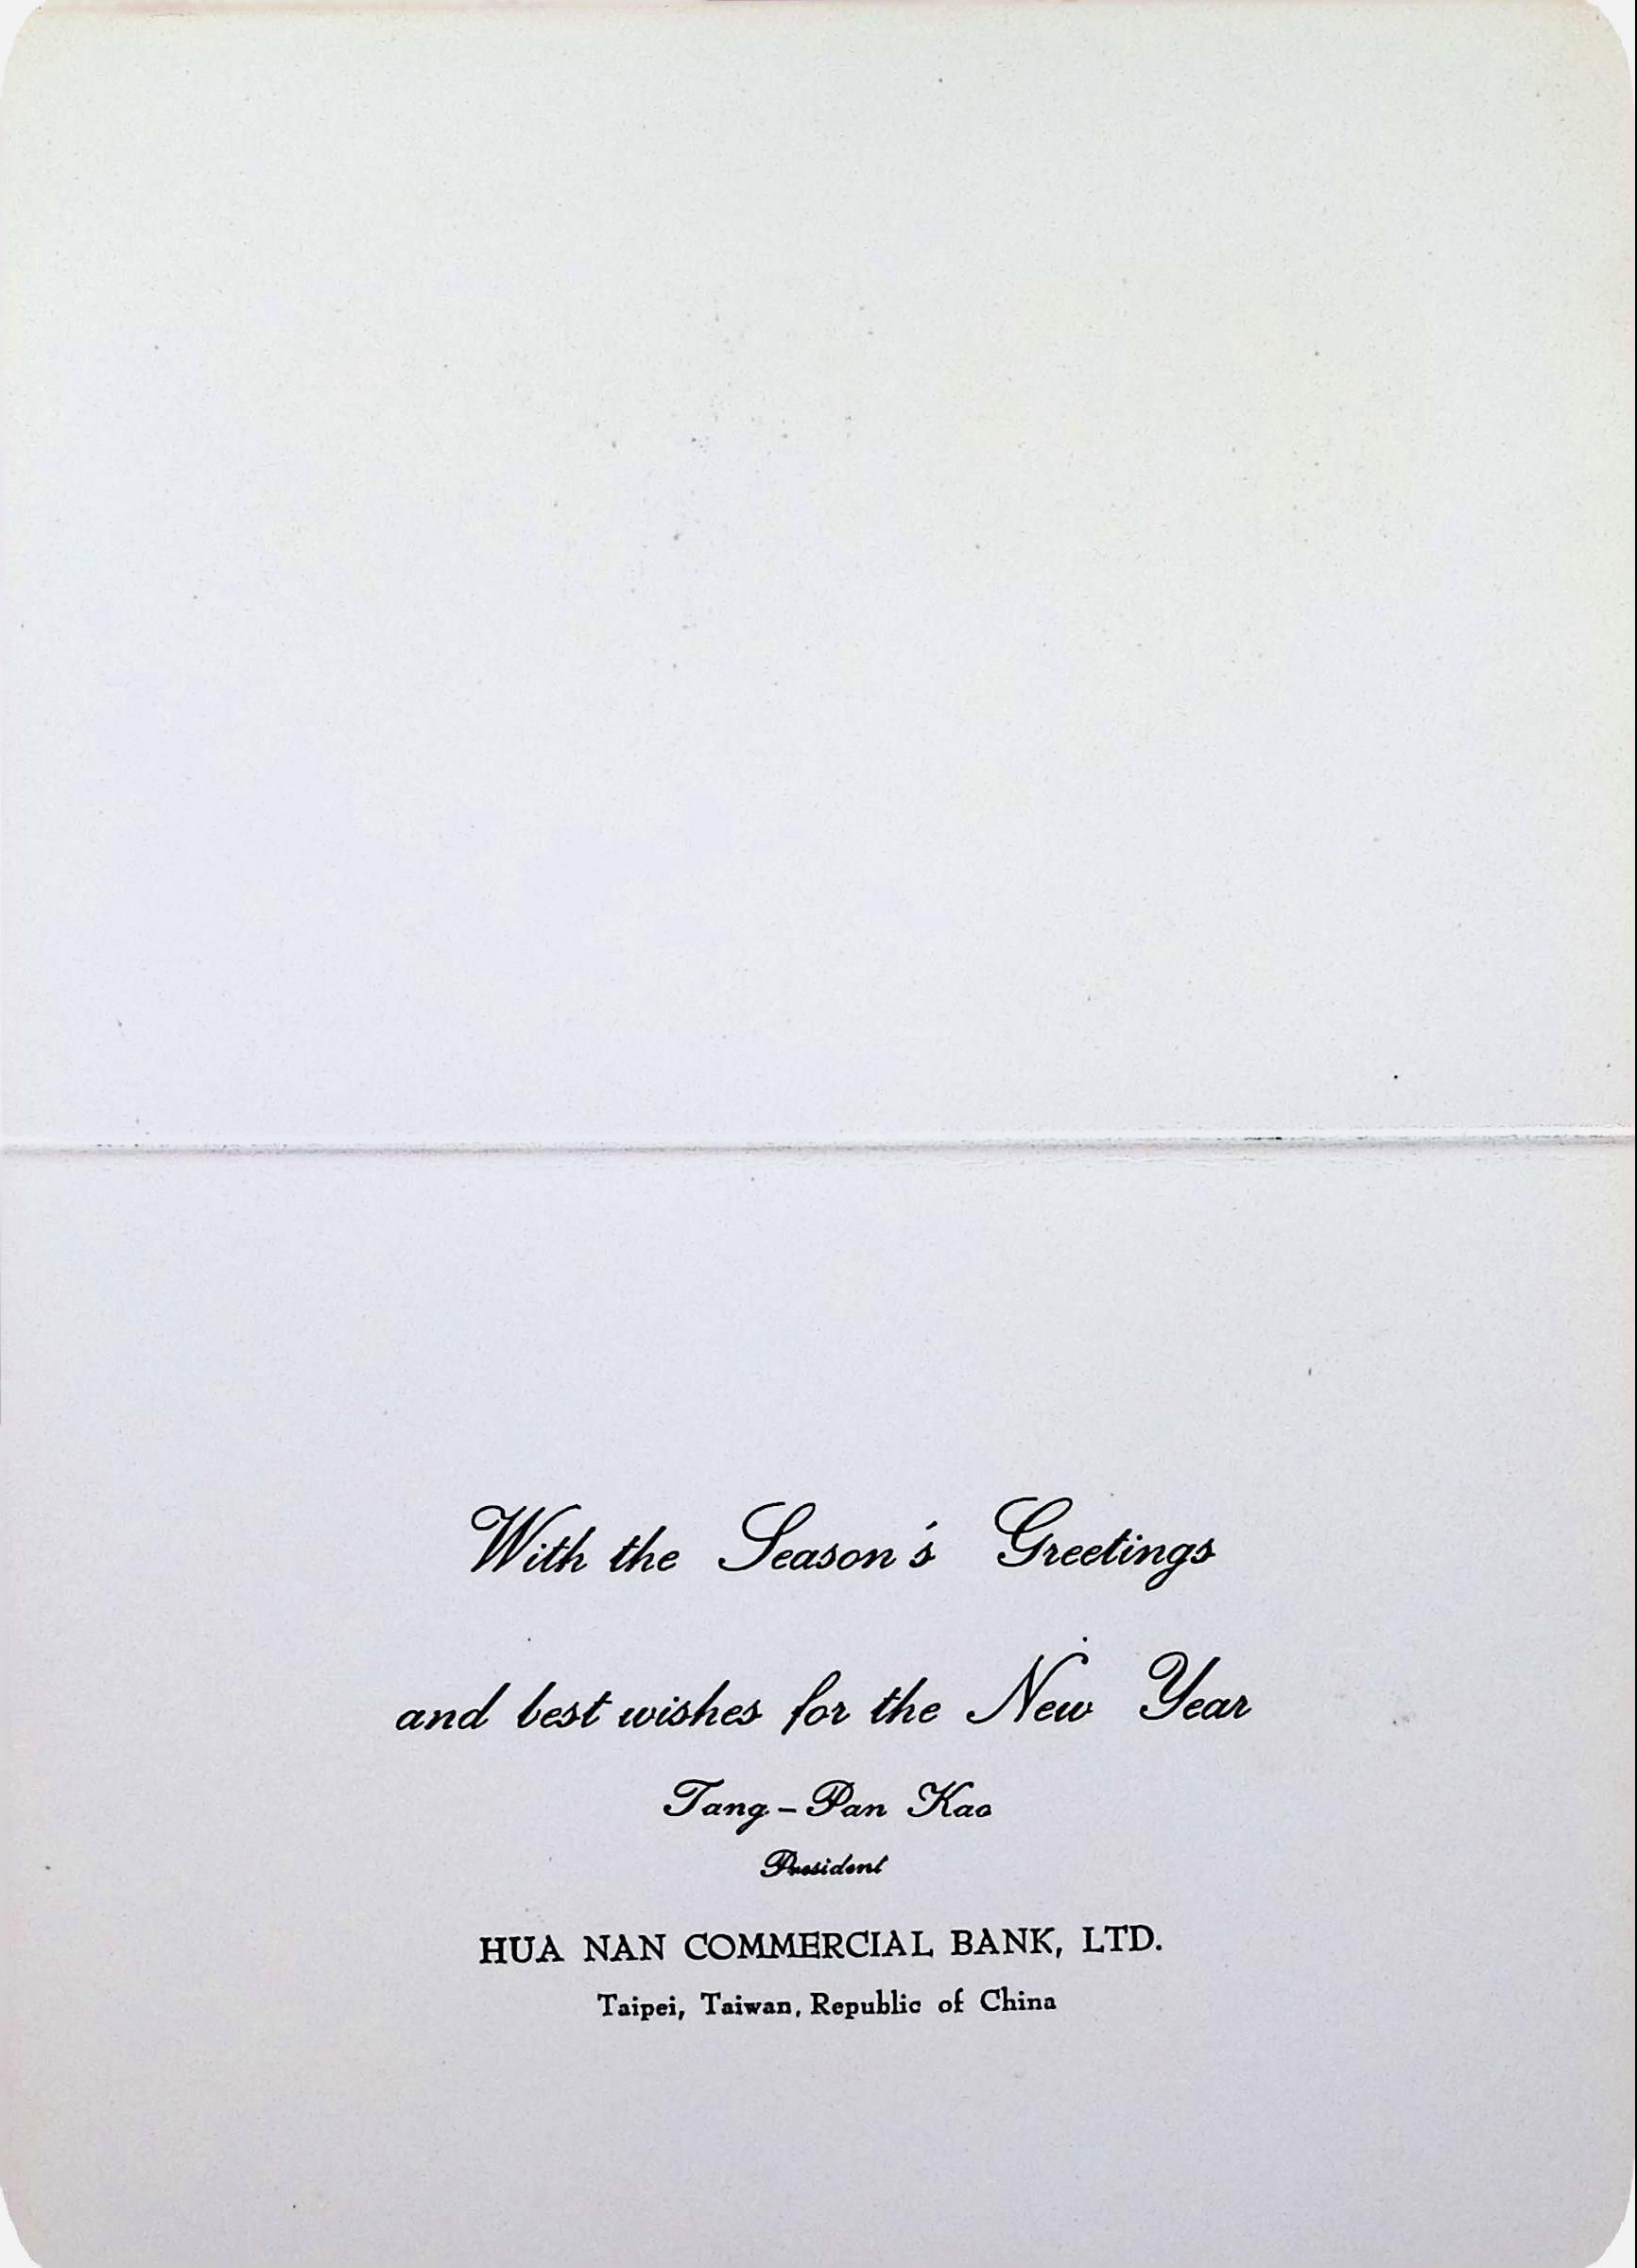 With the Season's Greetings
and best wishes for the New Year
Tang-Pan Kao
President
HUA NAN COMMERCIAL BANK, LTD.
Taipei, Taiwan, Republic of China